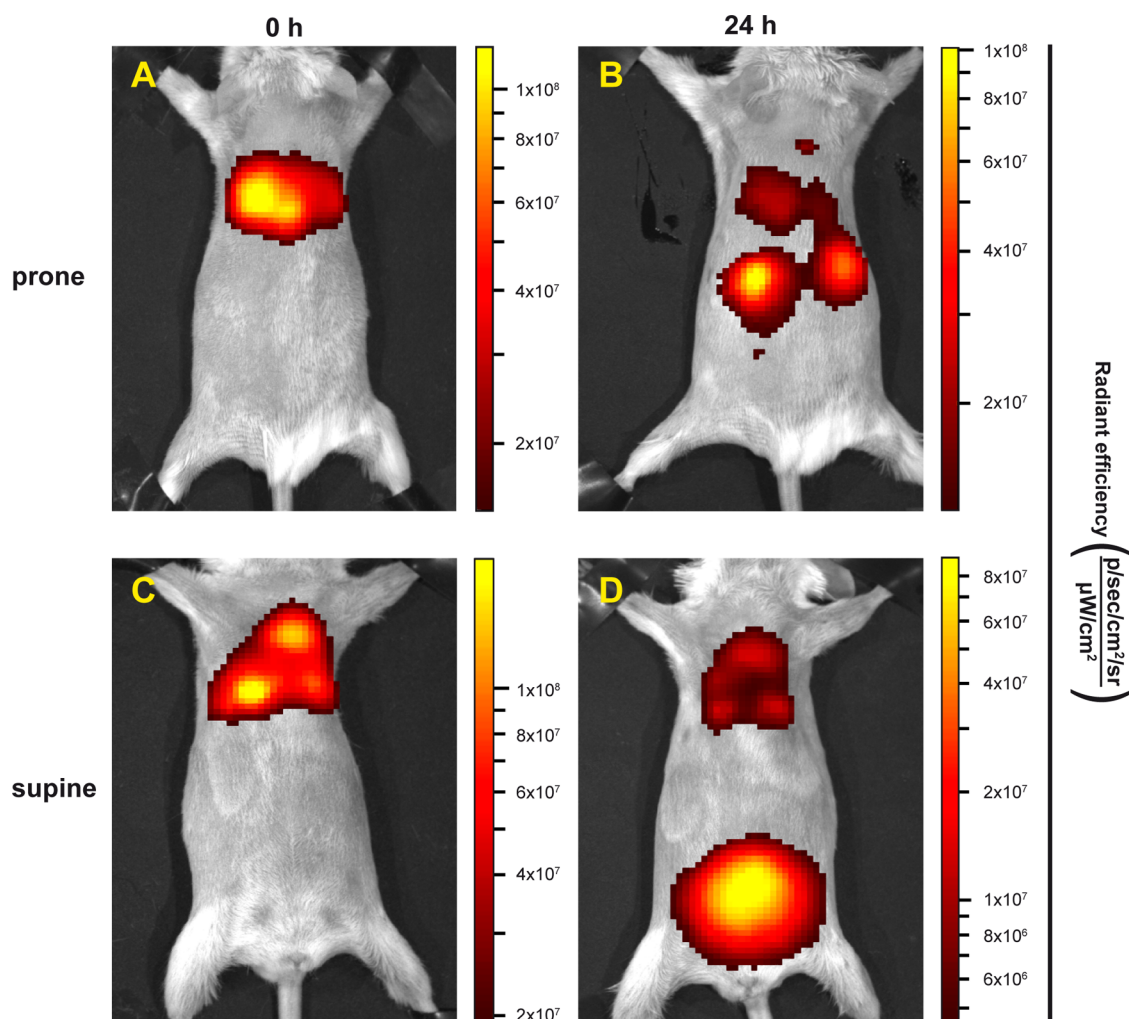 0 h
24 h
prone
supine
A
1x10⁸
8x10⁷
6x10⁷
4x10⁷
2x10⁷
B
1x10⁸
8x10⁷
6x10⁷
4x10⁷
2x10⁷
C
1x10⁸
8x10⁷
6x10⁷
4x10⁷
2x10⁷
D
8x10⁷
6x10⁷
4x10⁷
2x10⁷
1x10⁷
8x10⁶
6x10⁶
Radiant efficiency
p/sec/cm²/sr
µW/cm²